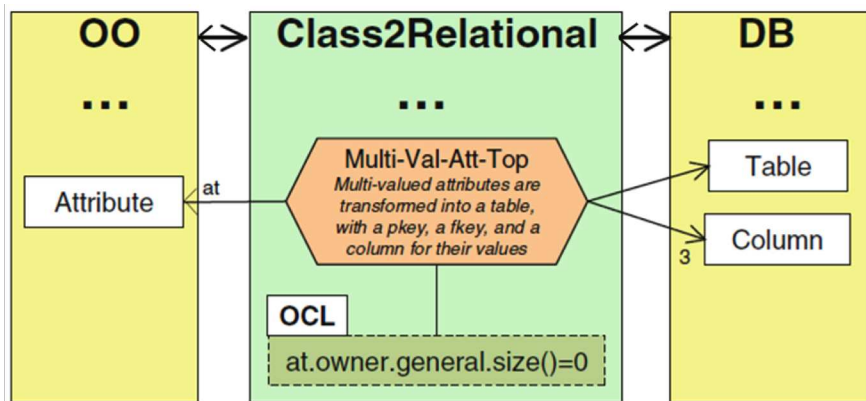 OO
Class2Relational
DB
...
...
...
Multi-Val-Att-Top
Multi-valued attributes are
transformed into a table,
with a pkey, a fkey, and a
column for their values
Attribute
at
Table
Column
3
OCL
at.owner.general.size()=0